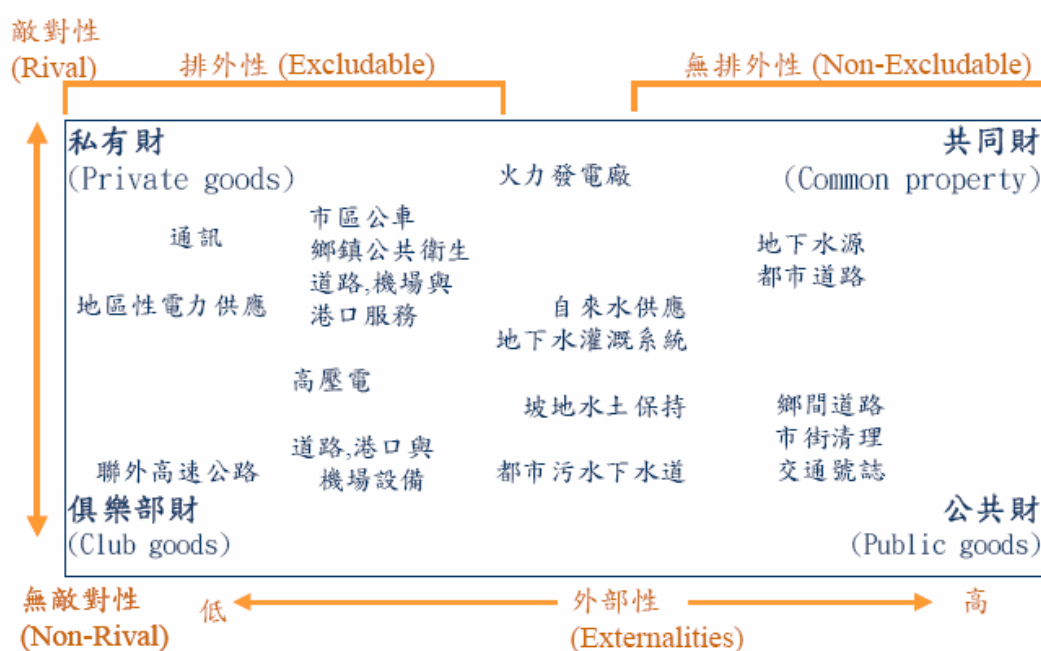 敵對性
(Rival)
排外性 (Excludable)
無排外性 (Non-Excludable)
私有財
(Private goods)
共同財
(Common property)
火力發電廠
通訊
市區公車
鄉鎮公共衛生
道路,機場與
港口服務
地下水源
都市道路
地區性電力供應
自來水供應
地下水灌溉系統
高壓電
坡地水土保持
鄉間道路
市街清理
交通號誌
道路,港口與
機場設備
聯外高速公路
都市污水下水道
俱樂部財
(Club goods)
公共財
(Public goods)
無敵對性
(Non-Rival)
低
外部性
(Externalities)
高